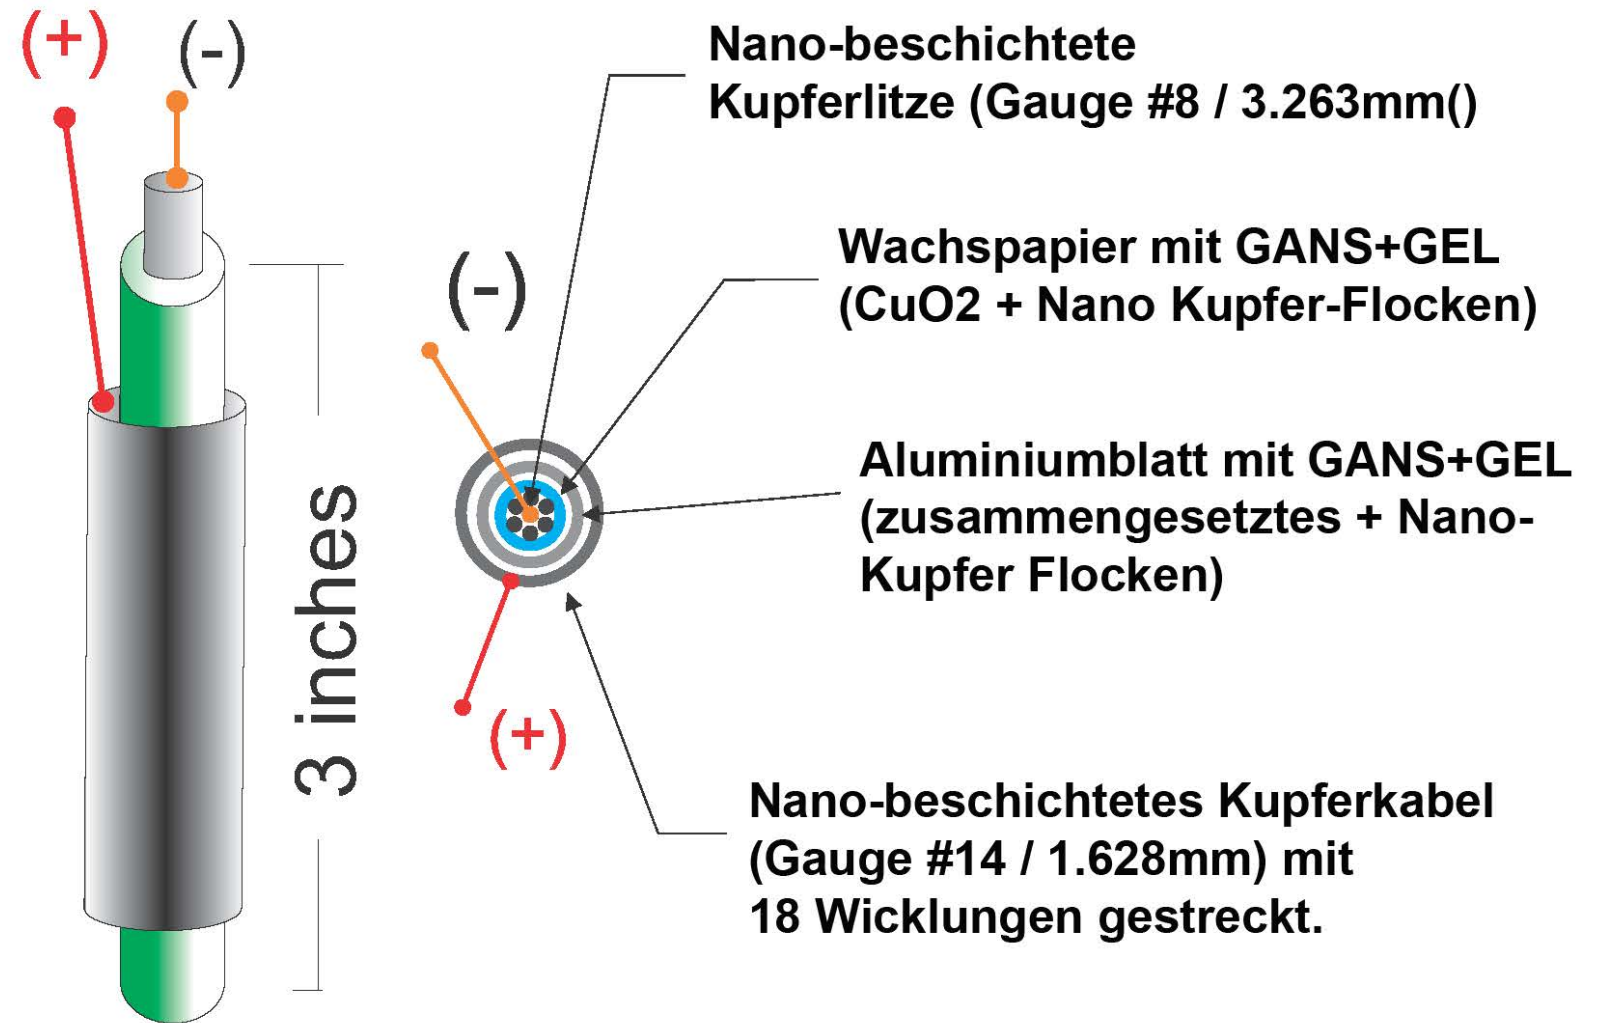 (+)
(-)
Nano-beschichtete
Kupferlitze (Gauge #8 / 3.263mm()
Wachspapier mit GANS+GEL
(CuO2 + Nano Kupfer-Flocken)
(-)
Aluminiumblatt mit GANS+GEL
(zusammengesetztes + Nano-
Kupfer Flocken)
3 inches
(+)
Nano-beschichtetes Kupferkabel
(Gauge #14 / 1.628mm) mit
18 Wicklungen gestreckt.